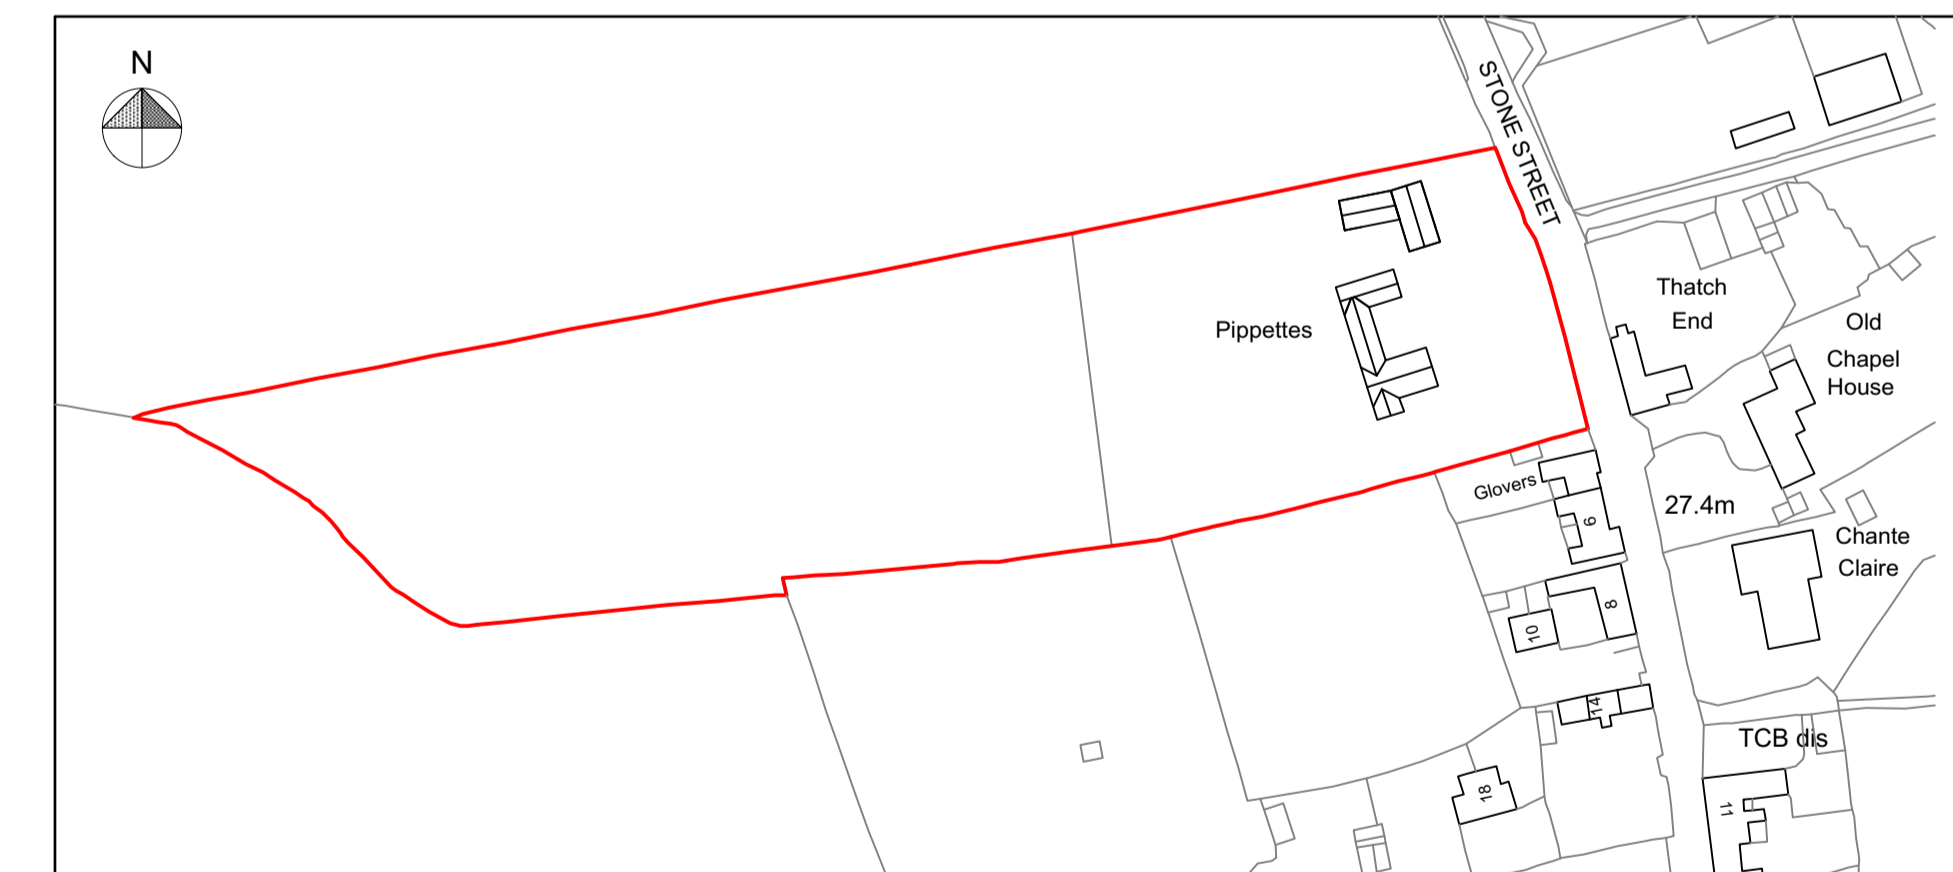 N
STONE STREET
Thatch
End
Old
Chapel
House
Pippettes
Glovers
6
27.4m
Chante
Claire
8
10
14
TCB dis
18
11